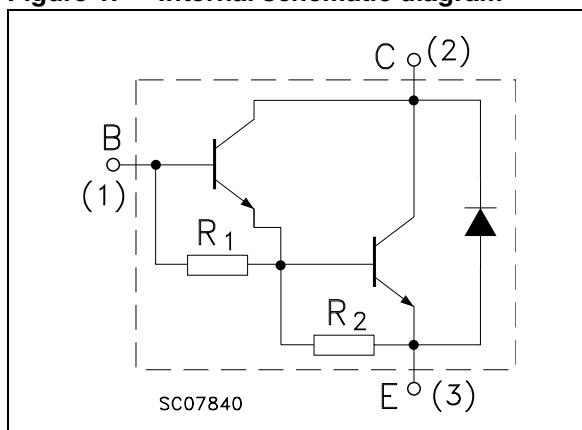 Figure 1. Internal schematic diagram
C (2)
B
(1)
R1
R2
E (3)
SC07840